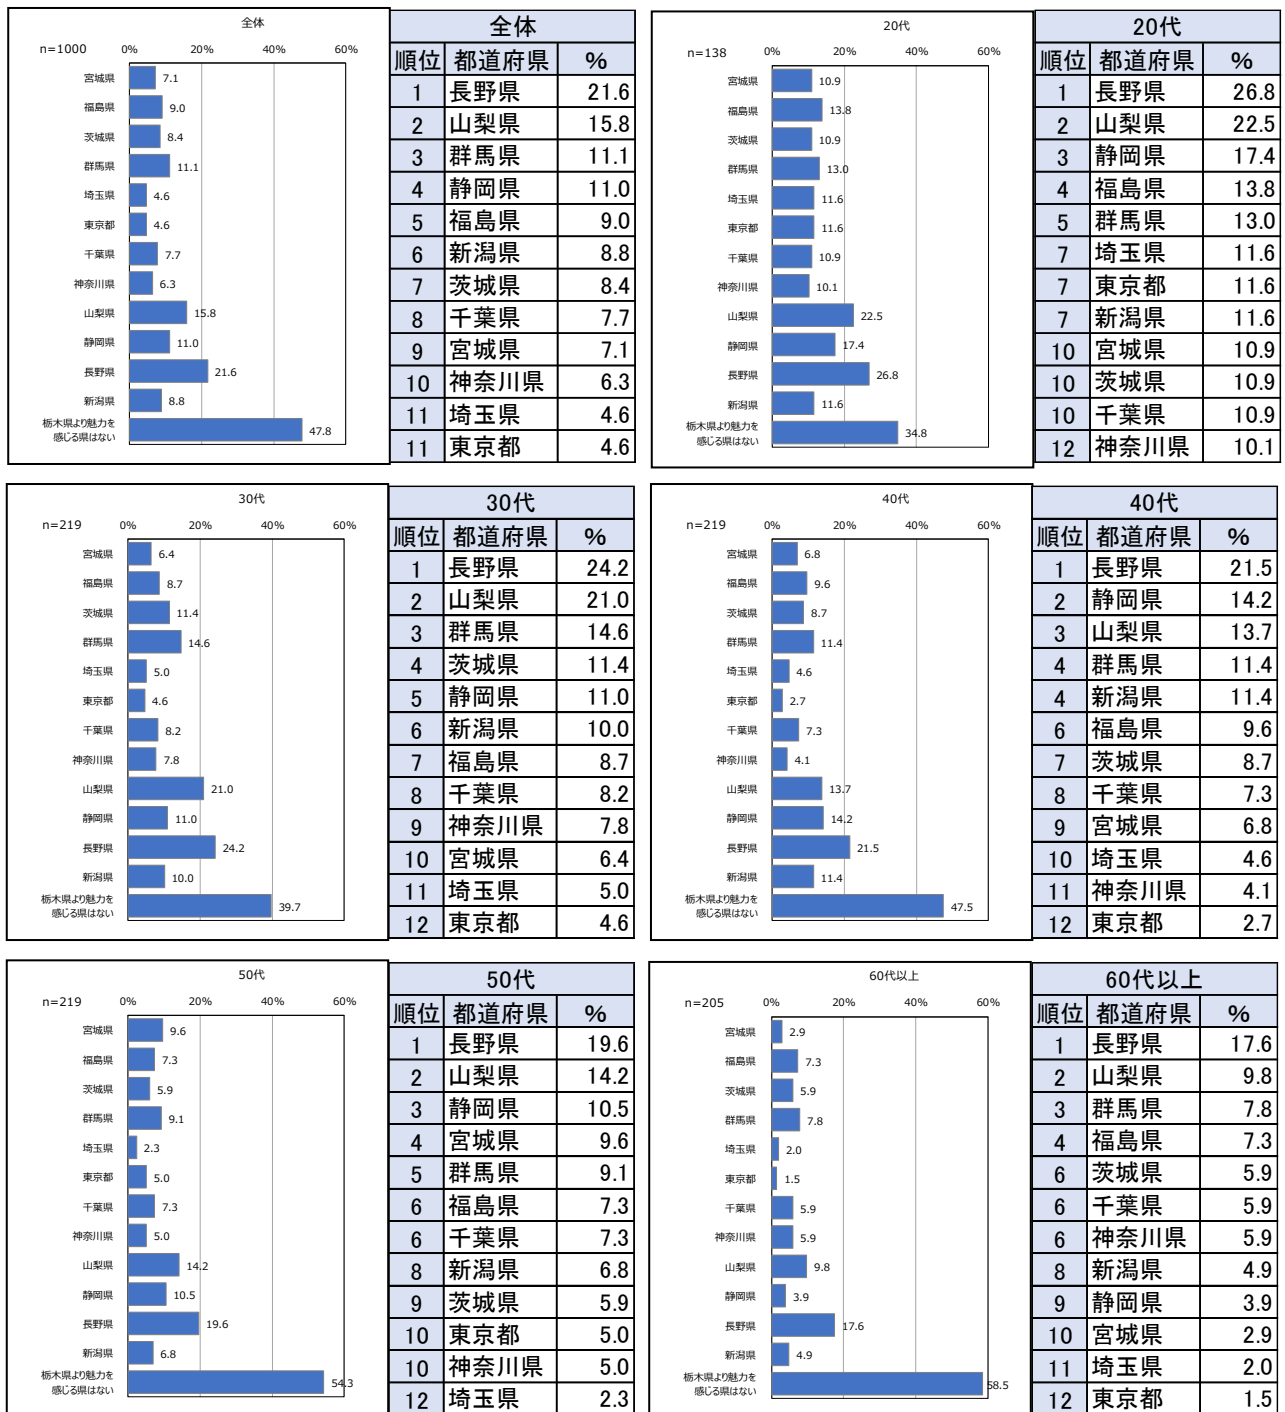 全体
n=1000
0% 20% 40% 60%
宮城県 7.1
福島県 9.0
茨城県 8.4
群馬県 11.1
埼玉県 4.6
東京都 4.6
千葉県 7.7
神奈川県 6.3
山梨県 15.8
静岡県 11.0
長野県 21.6
新潟県 8.8
栃木県より魅力を
感じる県はない 47.8
全体
順位 都道府県 %
1 長野県 21.6
2 山梨県 15.8
3 群馬県 11.1
4 静岡県 11.0
5 福島県 9.0
6 新潟県 8.8
7 茨城県 8.4
8 千葉県 7.7
9 宮城県 7.1
10 神奈川県 6.3
11 埼玉県 4.6
11 東京都 4.6
20代
n=138
0% 20% 40% 60%
宮城県 10.9
福島県 13.8
茨城県 10.9
群馬県 13.0
埼玉県 11.6
東京都 11.6
千葉県 10.9
神奈川県 10.1
山梨県 22.5
静岡県 17.4
長野県 26.8
新潟県 11.6
栃木県より魅力を
感じる県はない 34.8
20代
順位 都道府県 %
1 長野県 26.8
2 山梨県 22.5
3 静岡県 17.4
4 福島県 13.8
5 群馬県 13.0
7 埼玉県 11.6
7 東京都 11.6
7 新潟県 11.6
10 宮城県 10.9
10 茨城県 10.9
10 千葉県 10.9
12 神奈川県 10.1
30代
n=219
0% 20% 40% 60%
宮城県 6.4
福島県 8.7
茨城県 11.4
群馬県 14.6
埼玉県 5.0
東京都 4.6
千葉県 8.2
神奈川県 7.8
山梨県 21.0
静岡県 11.0
長野県 24.2
新潟県 10.0
栃木県より魅力を
感じる県はない 39.7
30代
順位 都道府県 %
1 長野県 24.2
2 山梨県 21.0
3 群馬県 14.6
4 茨城県 11.4
5 静岡県 11.0
6 新潟県 10.0
7 福島県 8.7
8 千葉県 8.2
9 神奈川県 7.8
10 宮城県 6.4
11 埼玉県 5.0
12 東京都 4.6
40代
n=219
0% 20% 40% 60%
宮城県 6.8
福島県 9.6
茨城県 8.7
群馬県 11.4
埼玉県 4.6
東京都 2.7
千葉県 7.3
神奈川県 4.1
山梨県 13.7
静岡県 14.2
長野県 21.5
新潟県 11.4
栃木県より魅力を
感じる県はない 47.5
40代
順位 都道府県 %
1 長野県 21.5
2 静岡県 14.2
3 山梨県 13.7
4 群馬県 11.4
4 新潟県 11.4
6 福島県 9.6
7 茨城県 8.7
8 千葉県 7.3
9 宮城県 6.8
10 埼玉県 4.6
11 神奈川県 4.1
12 東京都 2.7
50代
n=219
0% 20% 40% 60%
宮城県 9.6
福島県 7.3
茨城県 5.9
群馬県 9.1
埼玉県 2.3
東京都 5.0
千葉県 7.3
神奈川県 5.0
山梨県 14.2
静岡県 10.5
長野県 19.6
新潟県 6.8
栃木県より魅力を
感じる県はない 54.3
50代
順位 都道府県 %
1 長野県 19.6
2 山梨県 14.2
3 静岡県 10.5
4 宮城県 9.6
5 群馬県 9.1
6 福島県 7.3
6 千葉県 7.3
8 新潟県 6.8
9 茨城県 5.9
10 東京都 5.0
10 神奈川県 5.0
12 埼玉県 2.3
60代以上
n=205
0% 20% 40% 60%
宮城県 2.9
福島県 7.3
茨城県 5.9
群馬県 7.8
埼玉県 2.0
東京都 1.5
千葉県 5.9
神奈川県 5.9
山梨県 9.8
静岡県 3.9
長野県 17.6
新潟県 4.9
栃木県より魅力を
感じる県はない 58.5
60代以上
順位 都道府県 %
1 長野県 17.6
2 山梨県 9.8
3 群馬県 7.8
4 福島県 7.3
6 茨城県 5.9
6 千葉県 5.9
6 神奈川県 5.9
8 新潟県 4.9
9 静岡県 3.9
10 宮城県 2.9
11 埼玉県 2.0
12 東京都 1.5